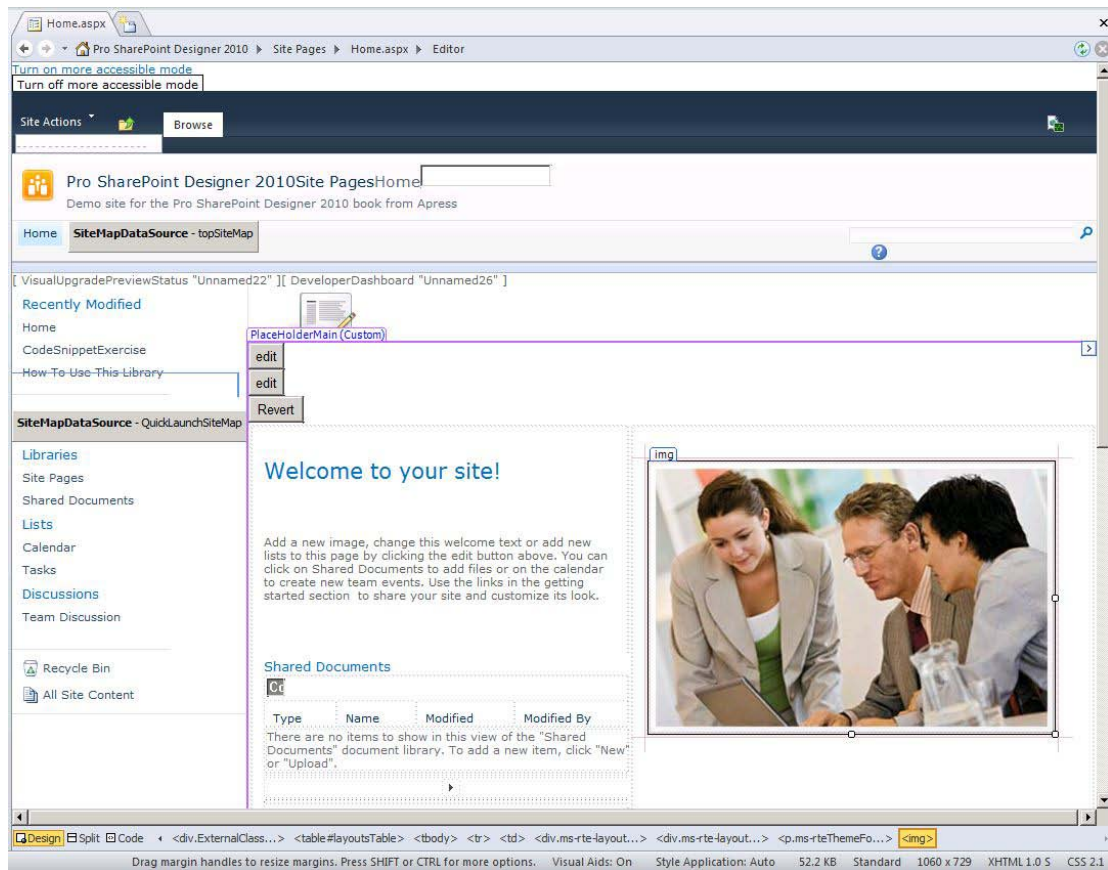 Home.aspx
Pro SharePoint Designer 2010 Site Pages Home.aspx Editor
Turn on more accessible mode
Turn off more accessible mode
Site Actions Browse
Pro SharePoint Designer 2010Site PagesHome
Demo site for the Pro SharePoint Designer 2010 book from Apress
Home SiteMapDataSource - topSiteMap
[ VisualUpgradePreviewStatus "Unnamed22" ][ DeveloperDashboard "Unnamed26" ]
Recently Modified
Home
CodeSnippetExercise
How To Use This Library
SiteMapDataSource - QuickLaunchSiteMap
Libraries
Site Pages
Shared Documents
Lists
Calendar
Tasks
Discussions
Team Discussion
Recycle Bin
All Site Content
PlaceHolderMain (Custom)
edit
edit
Revert
Welcome to your site!
Add a new image, change this welcome text or add new
lists to this page by clicking the edit button above. You can
click on Shared Documents to add files or on the calendar
to create new team events. Use the links in the getting
started section to share your site and customize its look.
Shared Documents
Type Name Modified Modified By
There are no items to show in this view of the "Shared
Documents" document library. To add a new item, click "New"
or "Upload".
img
Design Split Code <div.ExternalClass...> <table#layoutsTable> <tbody> <tr> <td> <div.ms-rte-layout...> <div.ms-rte-layout...> <p.ms-rteThemeFo...> <img>
Drag margin handles to resize margins. Press SHIFT or CTRL for more options. Visual Aids: On Style Application: Auto 52.2 KB Standard 1060 x 729 XHTML 1.0 S CSS 2.1